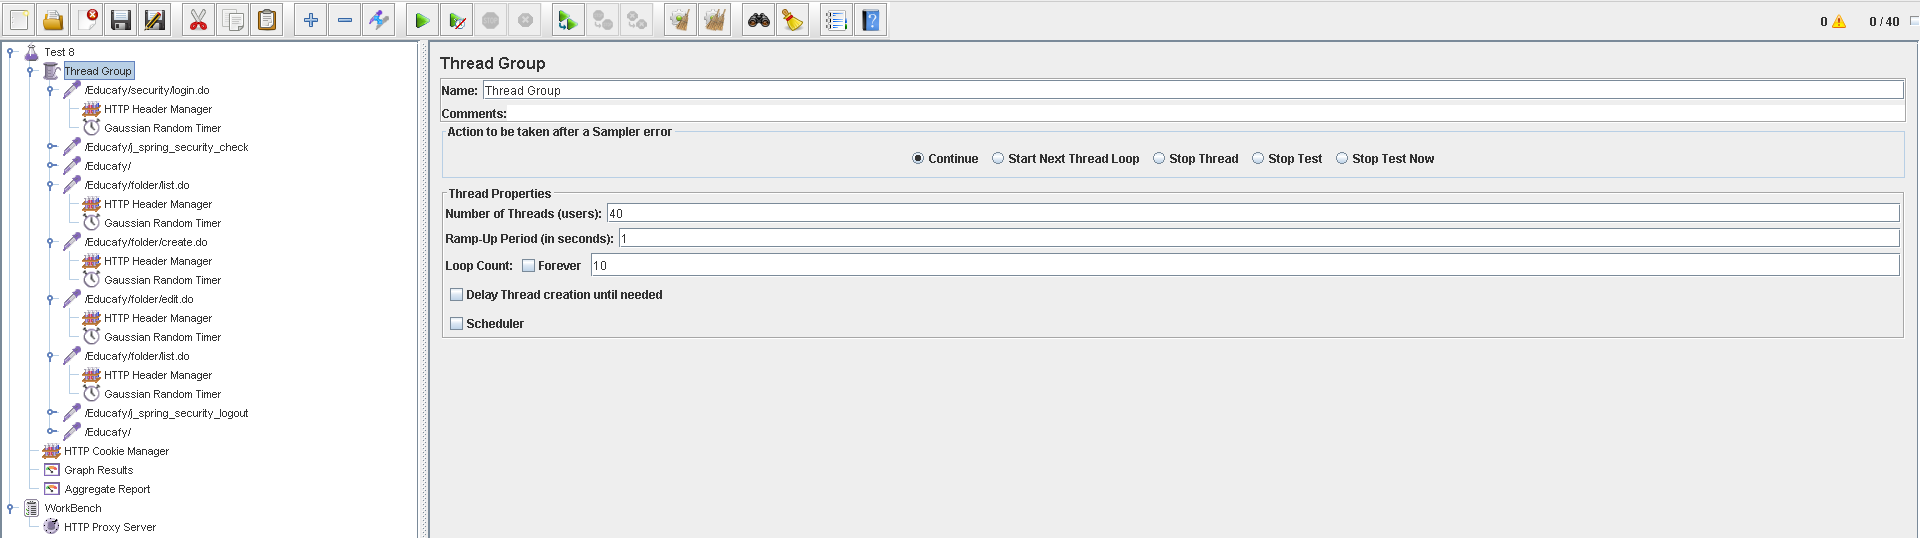 0 0 / 40
Test 8
Thread Group
/Educafy/security/login.do
HTTP Header Manager
Gaussian Random Timer
/Educafy/j_spring_security_check
/Educafy/
/Educafy/folder/list.do
HTTP Header Manager
Gaussian Random Timer
/Educafy/folder/create.do
HTTP Header Manager
Gaussian Random Timer
/Educafy/folder/edit.do
HTTP Header Manager
Gaussian Random Timer
/Educafy/folder/list.do
HTTP Header Manager
Gaussian Random Timer
/Educafy/j_spring_security_logout
/Educafy/
HTTP Cookie Manager
Graph Results
Aggregate Report
WorkBench
HTTP Proxy Server
Thread Group
Name: Thread Group
Comments:
Action to be taken after a Sampler error
Continue Start Next Thread Loop Stop Thread Stop Test Stop Test Now
Thread Properties
Number of Threads (users): 40
Ramp-Up Period (in seconds): 1
Loop Count: Forever 10
Delay Thread creation until needed
Scheduler